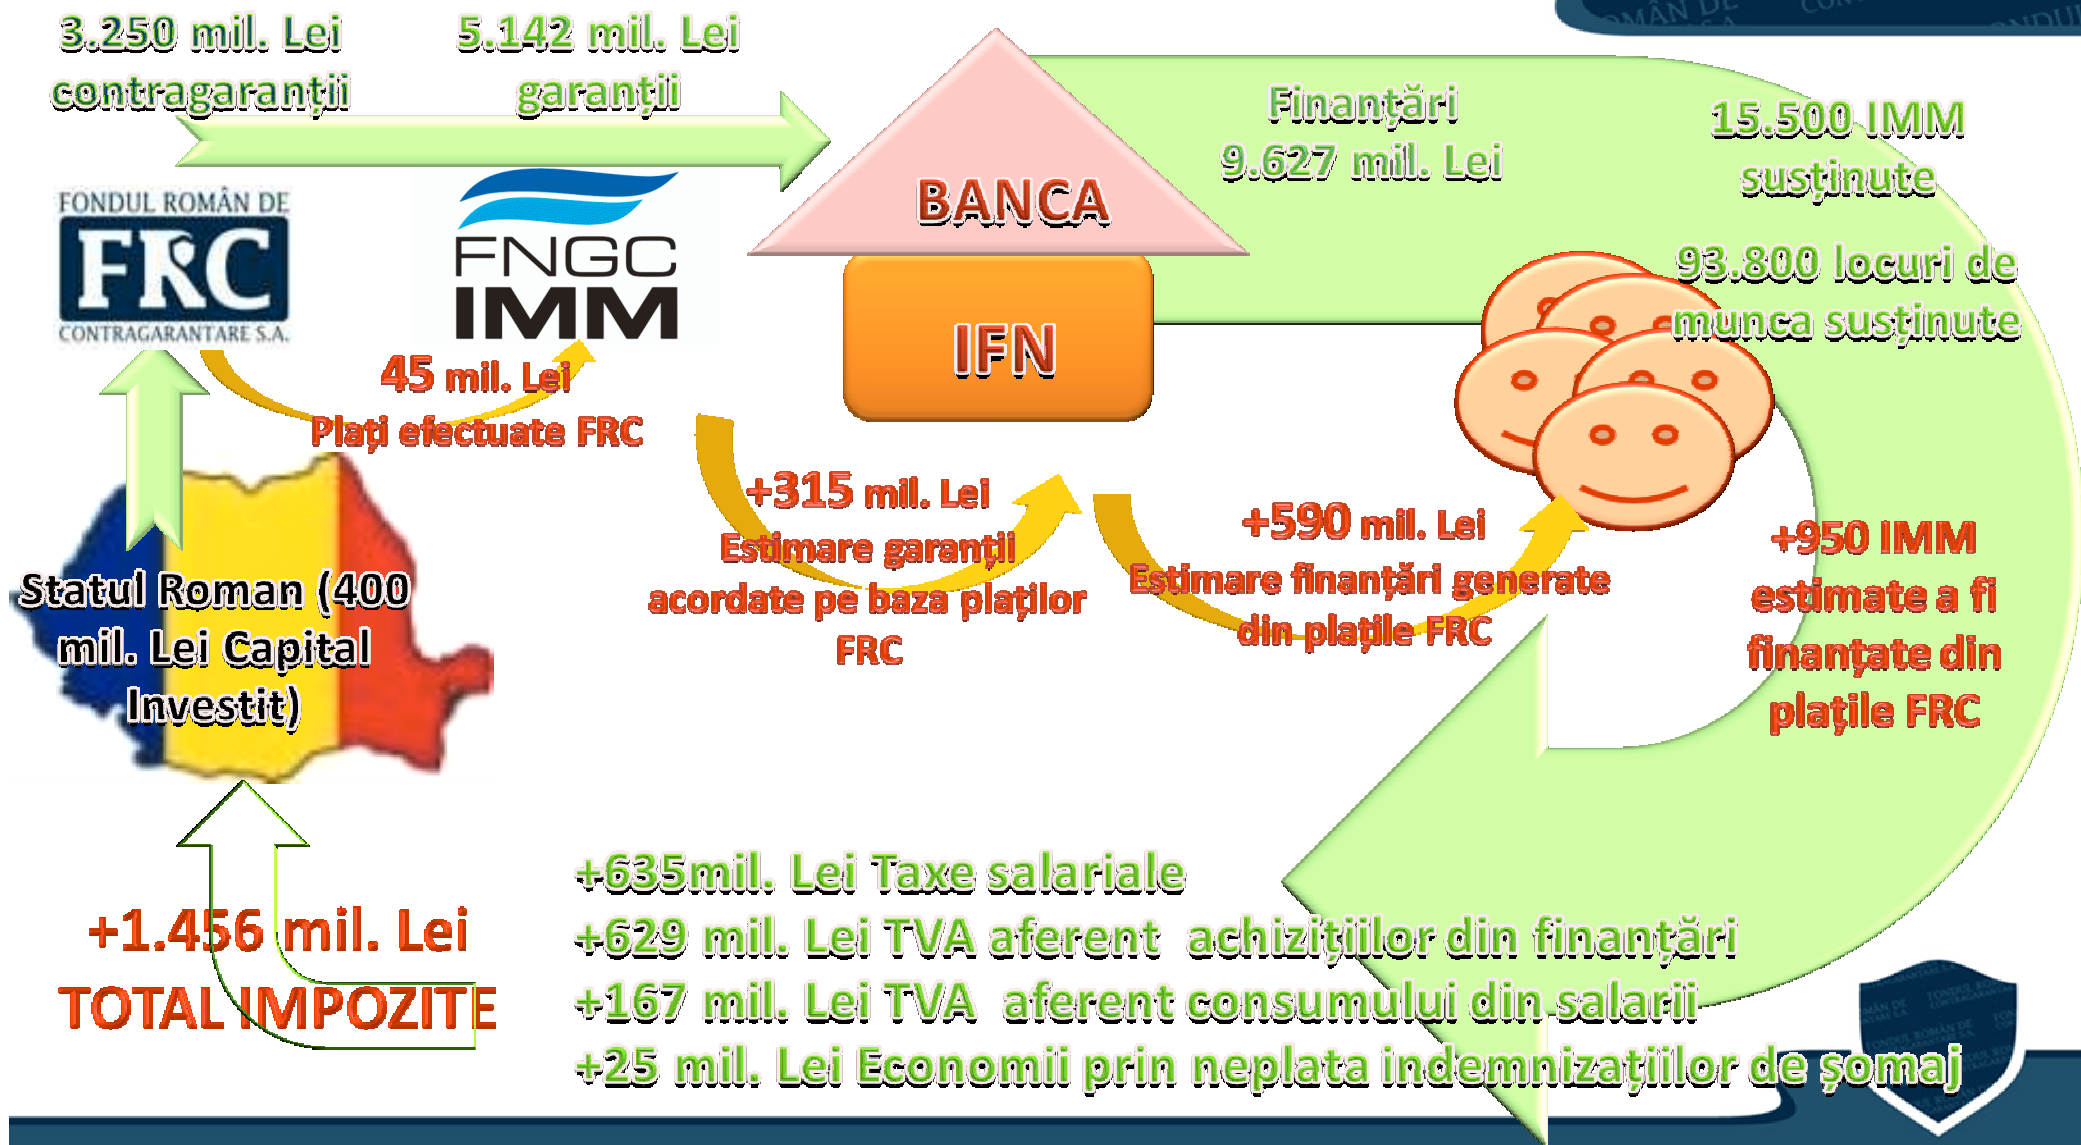 3.250 mil. Lei
contragaranții
5.142 mil. Lei
garanții
FONDUL ROMÂN DE
FRC
CONTRAGARANTARE S.A.
FNGC
IMM
BANCA
IFN
Finanțări
9.627 mil. Lei
15.500 IMM
susținute
93.800 locuri de
munca susținute
45 mil. Lei
Plați efectuate FRC
+315 mil. Lei
Estimare garanții
acordate pe baza plaților
FRC
+590 mil. Lei
Estimare finanțări generate
din plațile FRC
+950 IMM
estimate a fi
finanțate din
plațile FRC
Statul Roman (400
mil. Lei Capital
Investit)
+1.456 mil. Lei
TOTAL IMPOZITE
+635mil. Lei Taxe salariale
+629 mil. Lei TVA aferent achizițiilor din finanțări
+167 mil. Lei TVA aferent consumului din salarii
+25 mil. Lei Economii prin neplata indemnizațiilor de șomaj